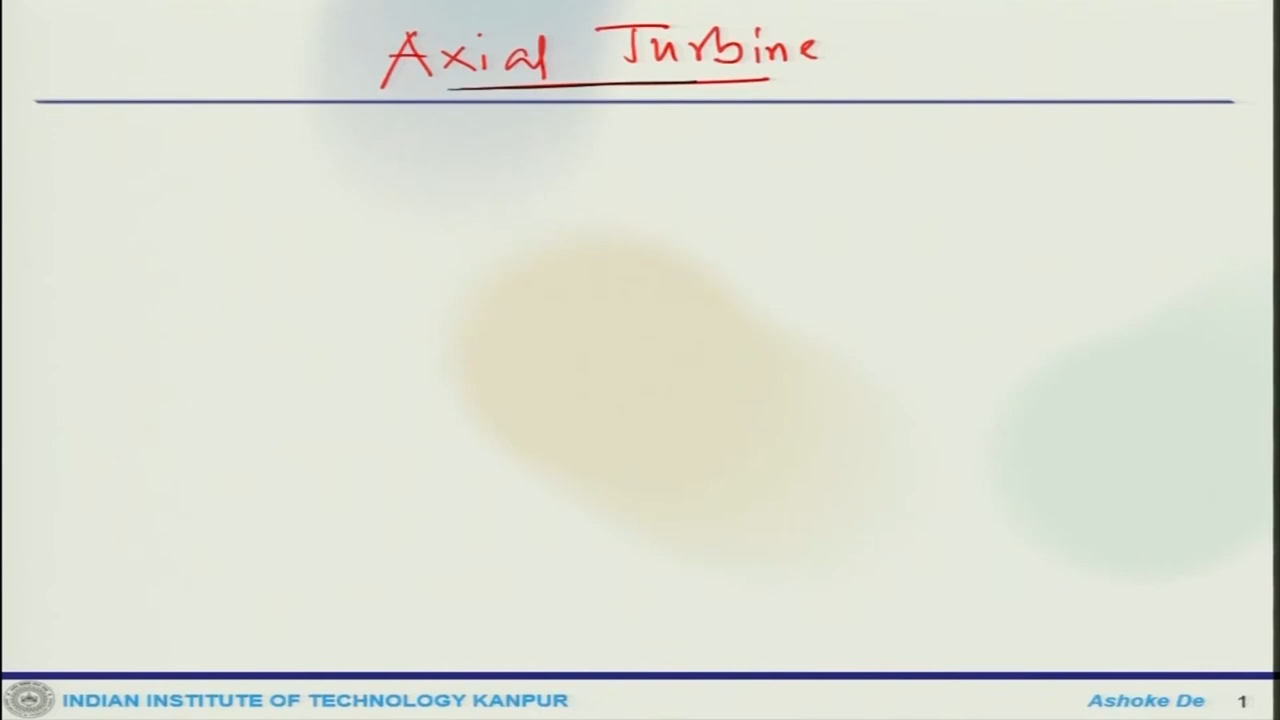 Axial Turbine
INDIAN INSTITUTE OF TECHNOLOGY KANPUR
Ashoke De 1